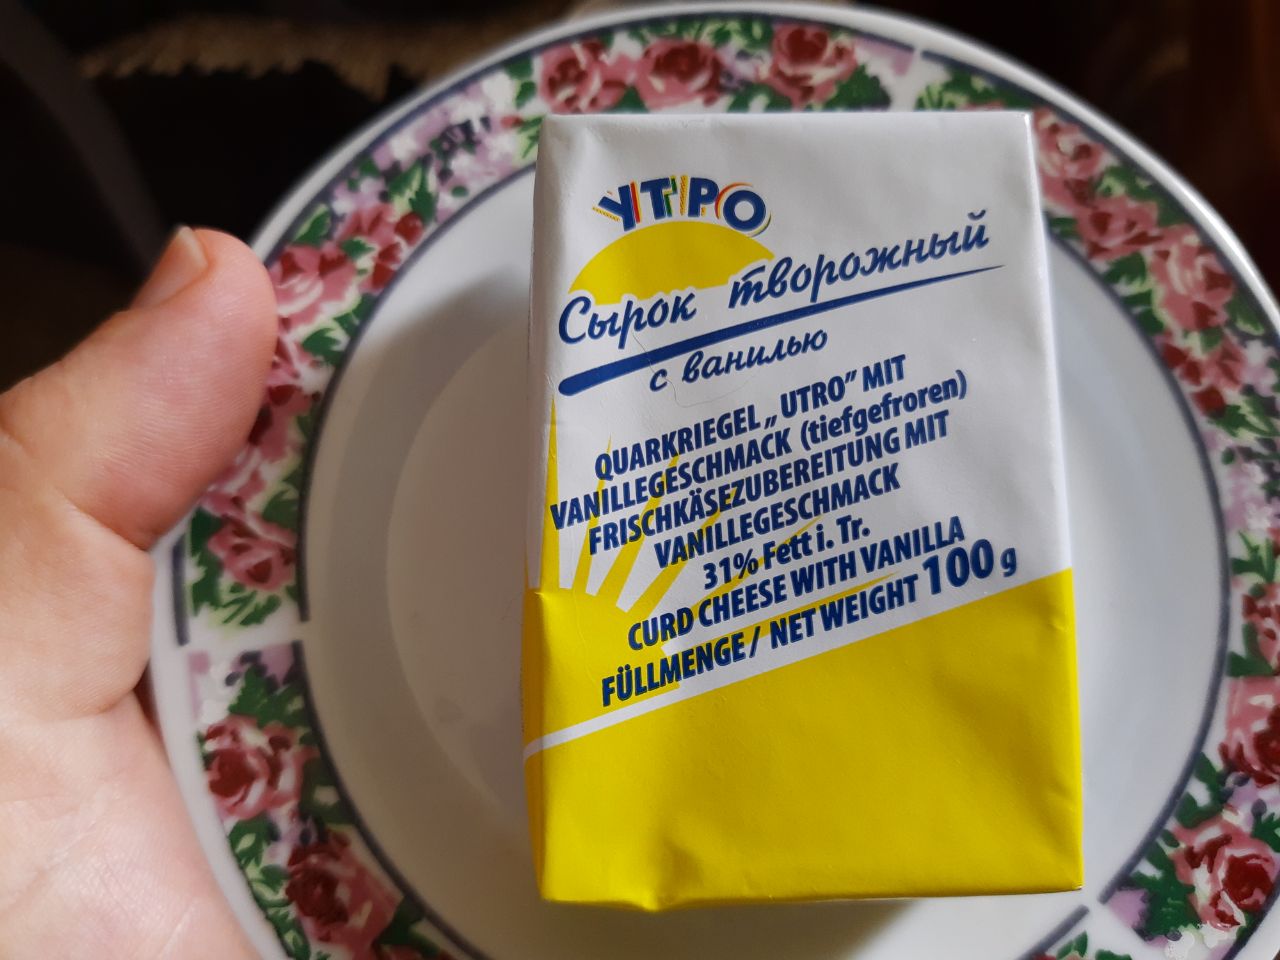 УТРО
Сырок творожный
с ванилью
QUARKRIEGEL „UTRO" MIT
VANILLEGESCHMACK (tiefgefroren)
FRISCHKÄSEZUBEREITUNG MIT
VANILLEGESCHMACK
31% Fett i. Tr.
CURD CHEESE WITH VANILLA
FÜLLMENGE / NET WEIGHT 100 g